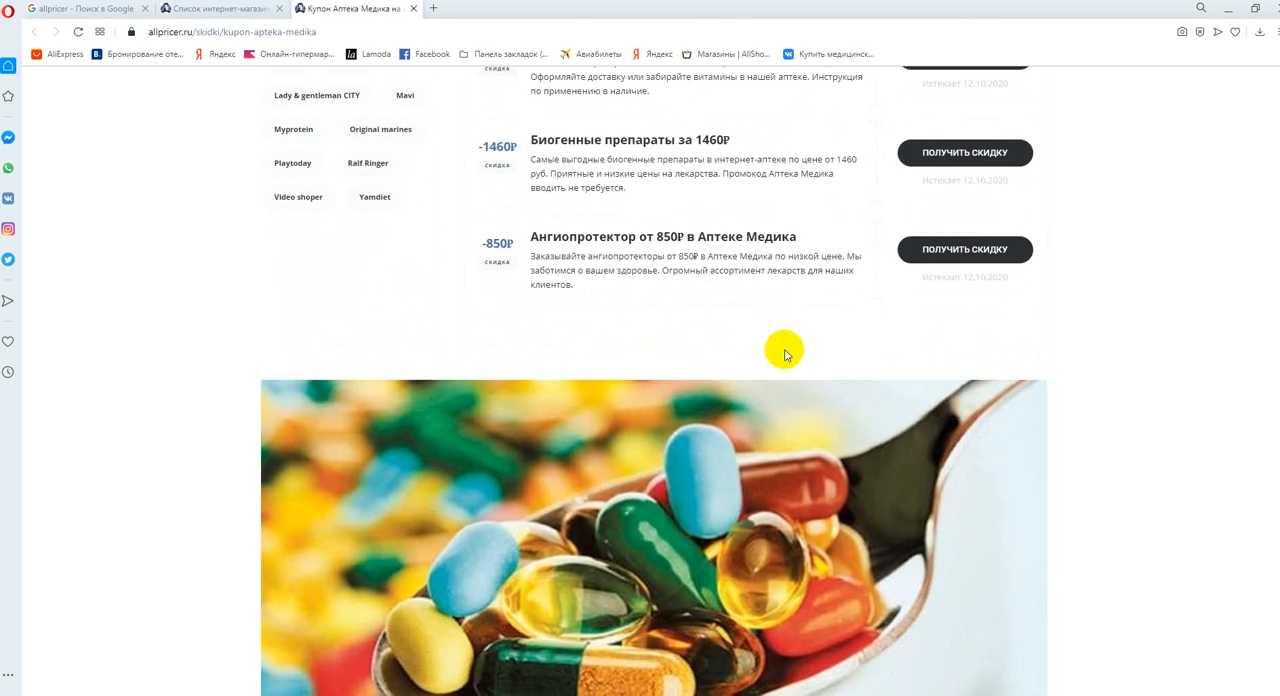 allpricer - Поиск в Google
Список интернет-магазин
Купон Аптека Медика на
allpricer.ru/skidki/kupon-apteka-medika
AliExpress
Бронирование оте...
Яндекс
Онлайн-гипермар...
la Lamoda
Facebook
Панель закладок (...
Авиабилеты
Яндекс
Магазины | AllSho...
Купить медицинск...
СКИДКА
Оформляйте доставку или забирайте витамины в нашей аптеке. Инструкция
по применению в наличие.
Истекает 12.10.2020
Lady & gentleman CITY
Mavi
Myprotein
Original marines
Playtoday
Ralf Ringer
Video shoper
Yamdiet
-1460₽
СКИДКА
Биогенные препараты за 1460₽
Самые выгодные биогенные препараты в интернет-аптеке по цене от 1460
руб. Приятные и низкие цены на лекарства. Промокод Аптека Медика
вводить не требуется.
ПОЛУЧИТЬ СКИДКУ
Истекает 12.10.2020
-850₽
СКИДКА
Ангиопротектор от 850₽ в Аптеке Медика
Заказывайте ангиопротекторы от 850₽ в Аптеке Медика по низкой цене. Мы
заботимся о вашем здоровье. Огромный ассортимент лекарств для наших
клиентов.
ПОЛУЧИТЬ СКИДКУ
Истекает 12.10.2020